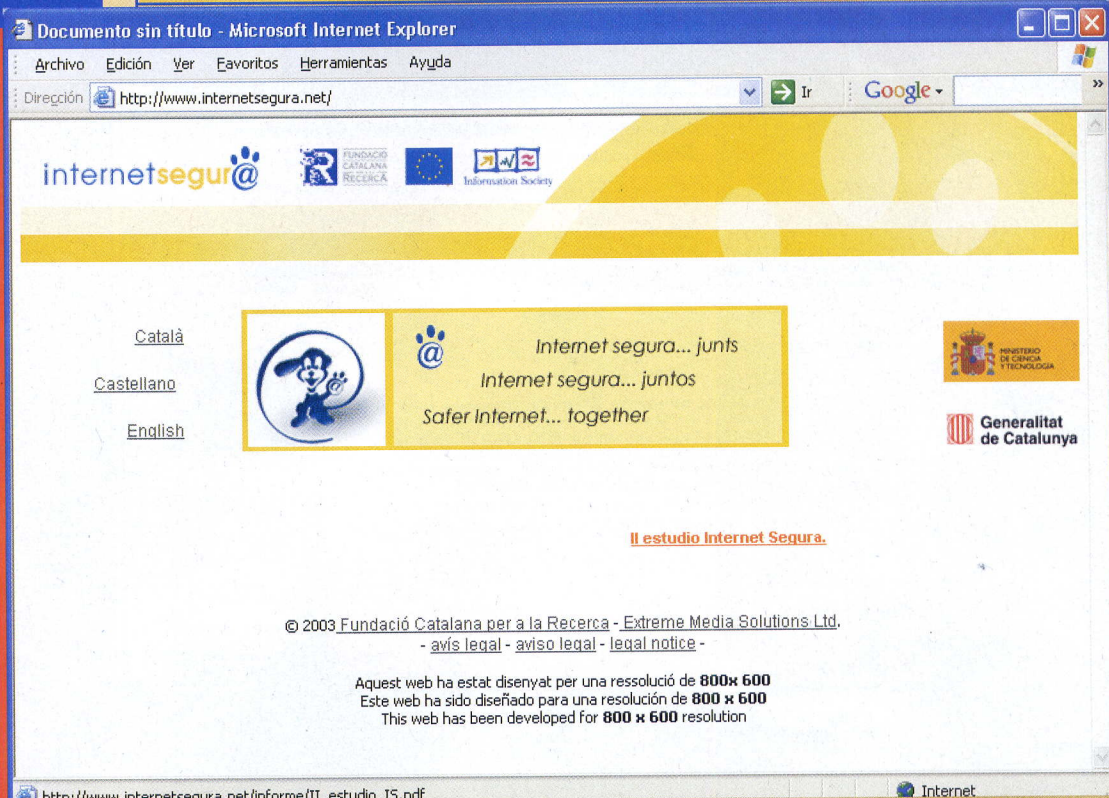 Documento sin título - Microsoft Internet Explorer
Archivo Edición Ver Favoritos Herramientas Ayuda
Dirección http://www.internetsegura.net/ Ir Google »
internetsegur@ R FUNDACIÓ CATALANA RECERCA Information Society
Català
Castellano
English
@ Internet segura... junts
Internet segura... juntos
Safer Internet... together
MINISTERIO
DE CIENCIA
Y TECNOLOGIA
Generalitat
de Catalunya
II estudio Internet Segura.
© 2003 Fundació Catalana per a la Recerca - Extreme Media Solutions Ltd.
- avís legal - aviso legal - legal notice -
Aquest web ha estat disenyat per una ressolució de 800x 600
Este web ha sido diseñado para una resolución de 800 x 600
This web has been developed for 800 x 600 resolution
http://www.internetsegura.net/informe/II_estudio_IS.pdf Internet